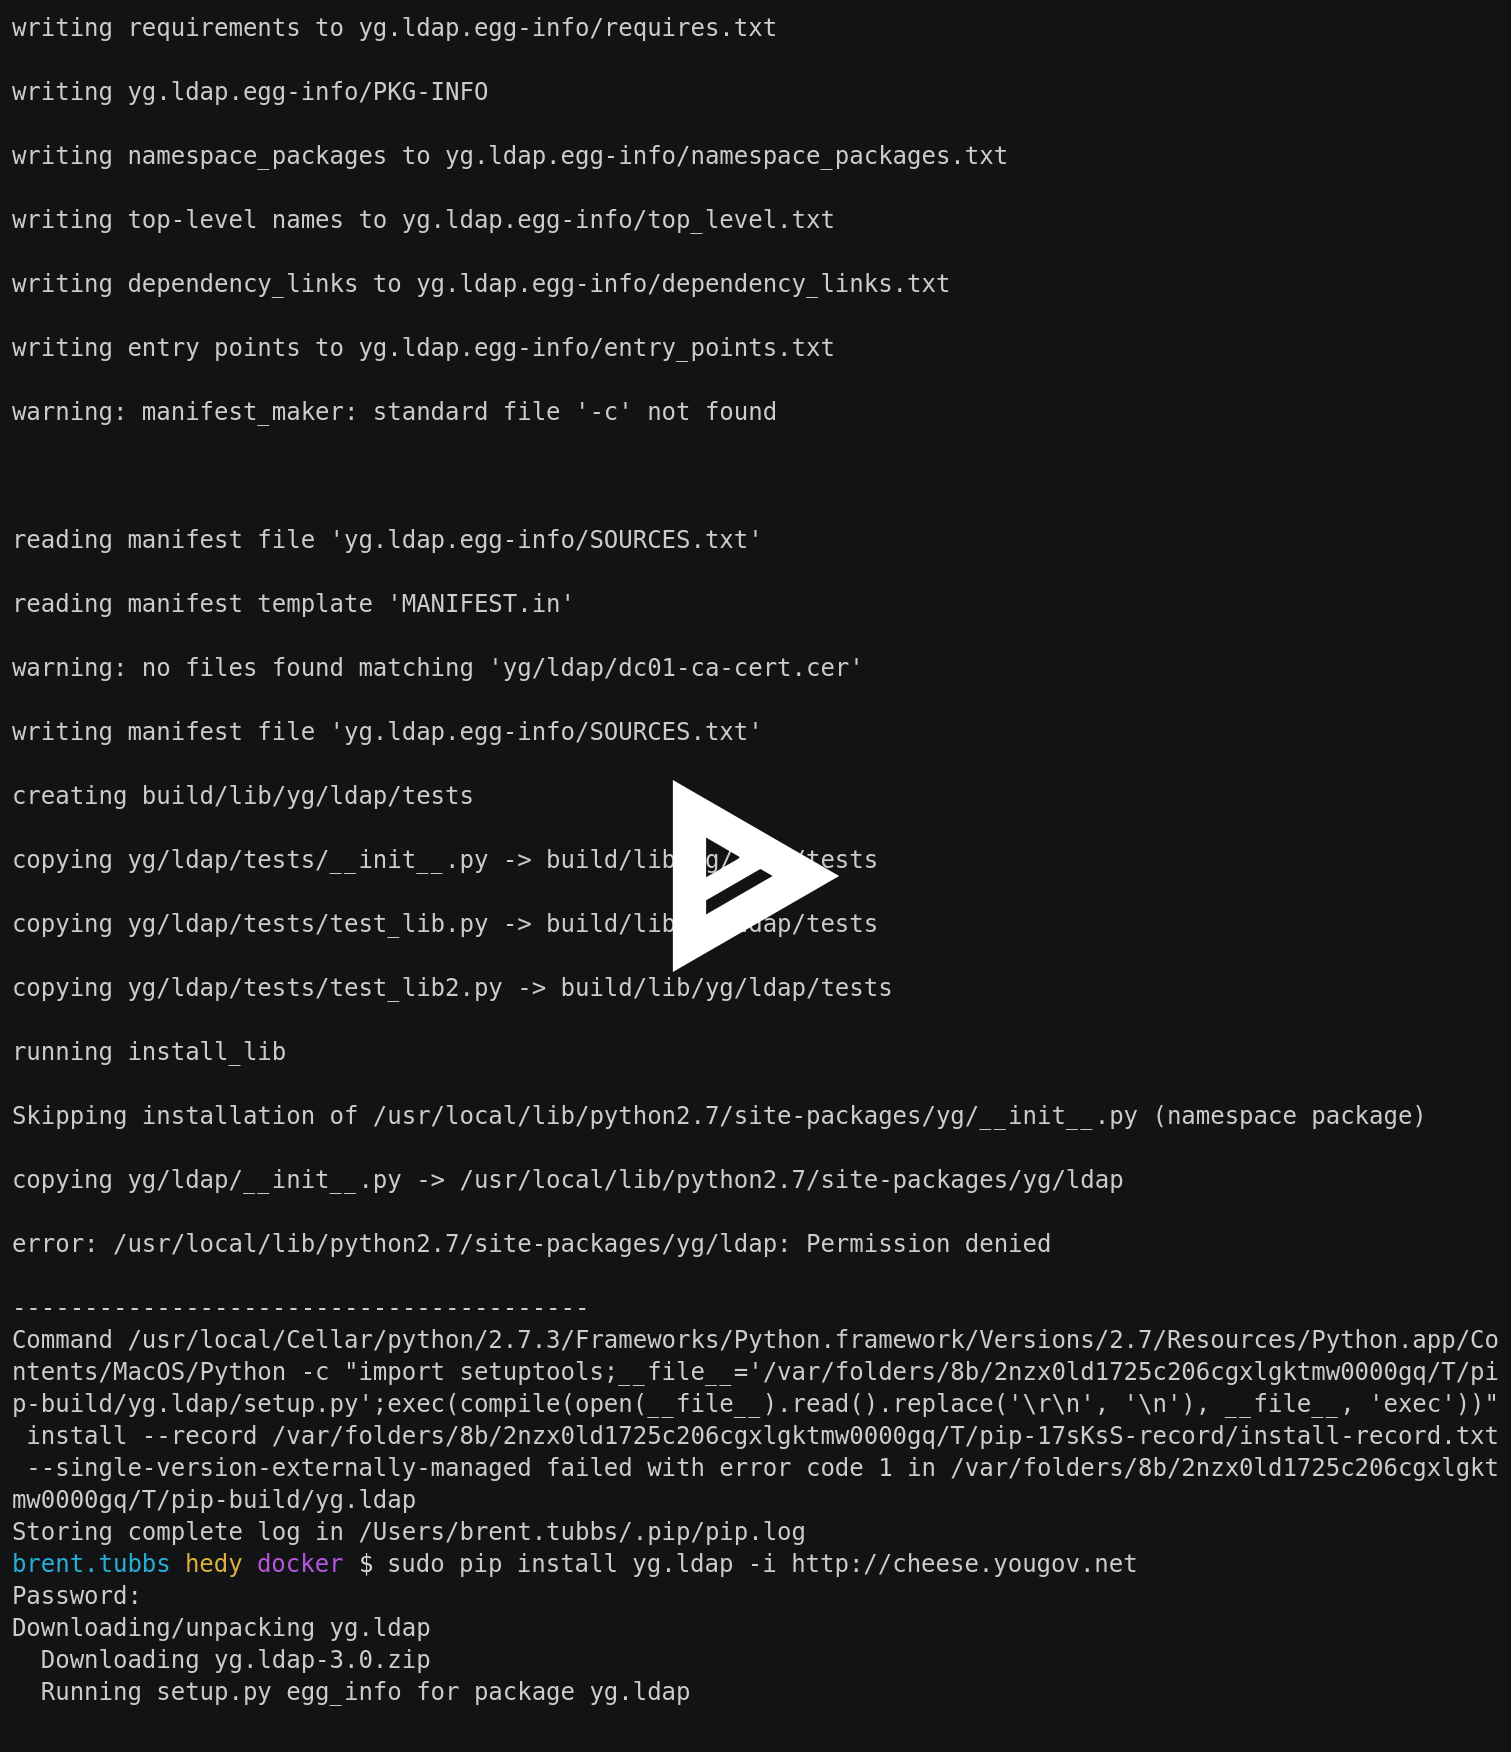 writing requirements to yg.ldap.egg-info/requires.txt
writing yg.ldap.egg-info/PKG-INFO
writing namespace_packages to yg.ldap.egg-info/namespace_packages.txt
writing top-level names to yg.ldap.egg-info/top_level.txt
writing dependency_links to yg.ldap.egg-info/dependency_links.txt
writing entry points to yg.ldap.egg-info/entry_points.txt
warning: manifest_maker: standard file '-c' not found
reading manifest file 'yg.ldap.egg-info/SOURCES.txt'
reading manifest template 'MANIFEST.in'
warning: no files found matching 'yg/ldap/dc01-ca-cert.cer'
writing manifest file 'yg.ldap.egg-info/SOURCES.txt'
creating build/lib/yg/ldap/tests
copying yg/ldap/tests/__init__.py -> build/lib g/ /tests
copying yg/ldap/tests/test_lib.py -> build/lib dap/tests
copying yg/ldap/tests/test_lib2.py -> build/lib/yg/ldap/tests
running install_lib
Skipping installation of /usr/local/lib/python2.7/site-packages/yg/__init__.py (namespace package)
copying yg/ldap/__init__.py -> /usr/local/lib/python2.7/site-packages/yg/ldap
error: /usr/local/lib/python2.7/site-packages/yg/ldap: Permission denied
----------------------------------------
Command /usr/local/Cellar/python/2.7.3/Frameworks/Python.framework/Versions/2.7/Resources/Python.app/Co
ntents/MacOS/Python -c "import setuptools;__file__='/var/folders/8b/2nzx0ld1725c206cgxlgktmw0000gq/T/pi
p-build/yg.ldap/setup.py';exec(compile(open(__file__).read().replace('\r\n', '\n'), __file__, 'exec'))"
 install --record /var/folders/8b/2nzx0ld1725c206cgxlgktmw0000gq/T/pip-17sKsS-record/install-record.txt
 --single-version-externally-managed failed with error code 1 in /var/folders/8b/2nzx0ld1725c206cgxlgkt
mw0000gq/T/pip-build/yg.ldap
Storing complete log in /Users/brent.tubbs/.pip/pip.log
brent.tubbs hedy docker $ sudo pip install yg.ldap -i http://cheese.yougov.net
Password:
Downloading/unpacking yg.ldap
  Downloading yg.ldap-3.0.zip
  Running setup.py egg_info for package yg.ldap